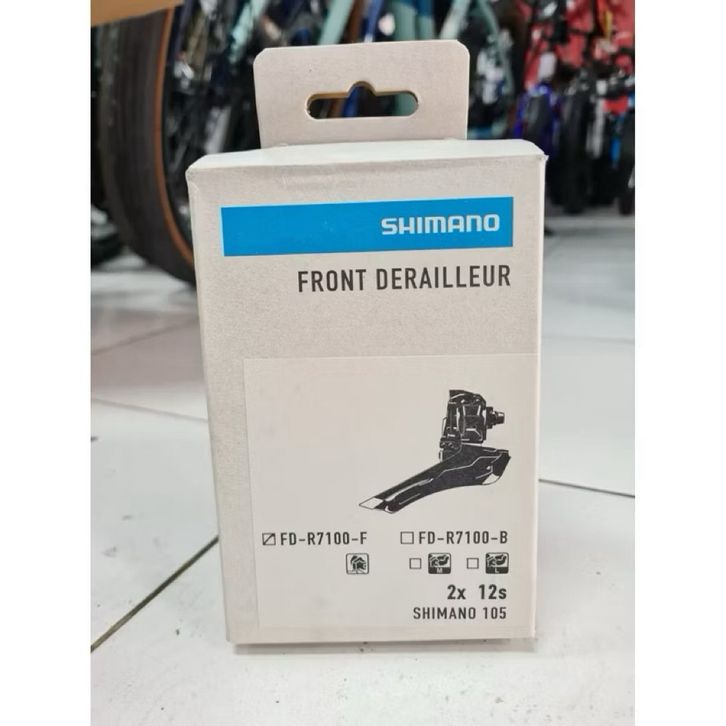 SHIMANO
FRONT DERAILLEUR
FD-R7100-F FD-R7100-B
M L
2x 12s
SHIMANO 105